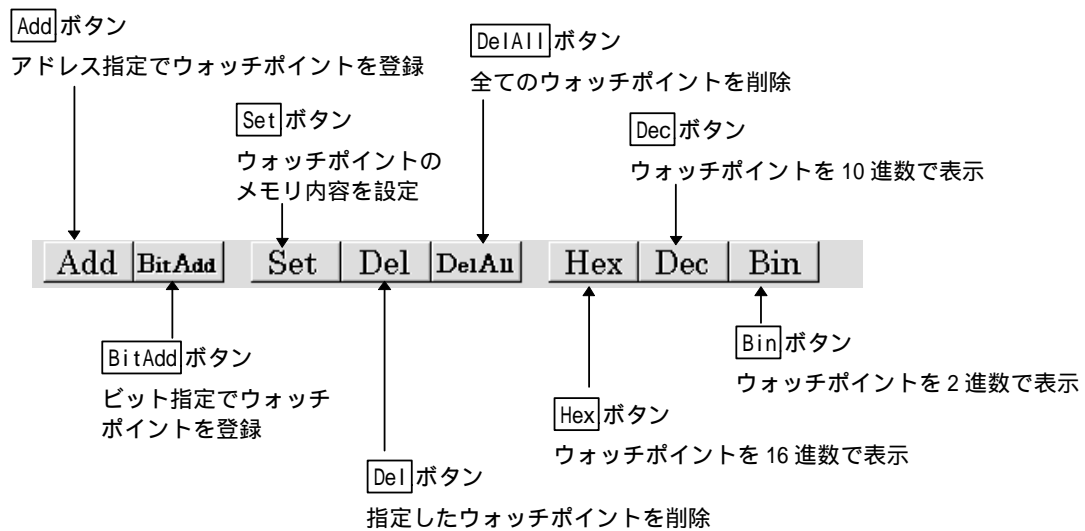 Addボタン
アドレス指定でウォッチポイントを登録
DelAllボタン
全てのウォッチポイントを削除
Setボタン
ウォッチポイントの
メモリ内容を設定
Decボタン
ウォッチポイントを 10 進数で表示
Add BitAdd Set Del DelAll Hex Dec Bin
BitAddボタン
ビット指定でウォッチ
ポイントを登録
Binボタン
ウォッチポイントを 2 進数で表示
Hexボタン
ウォッチポイントを 16 進数で表示
Delボタン
指定したウォッチポイントを削除